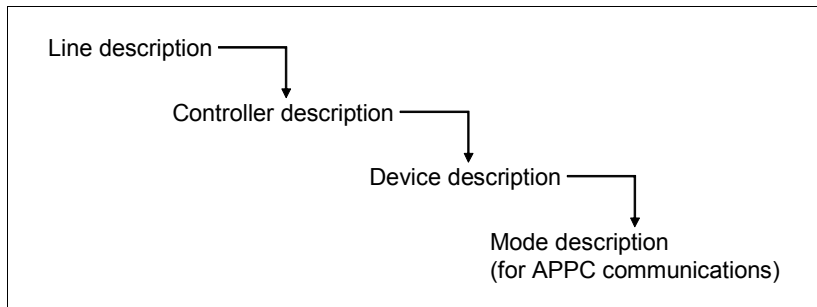 Line description
Controller description
Device description
Mode description
(for APPC communications)